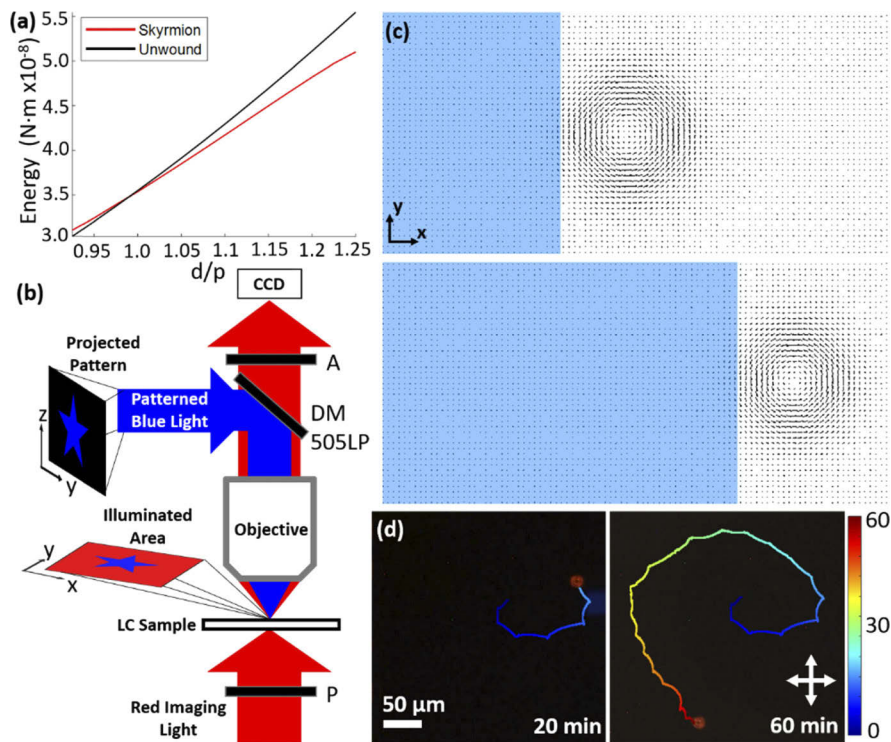 (a)
5.5
5.0
4.5
4.0
3.5
3.0
Energy (N·m x10⁻⁸)
Skyrmion
Unwound
0.95
1.0
1.05
1.1
1.15
1.2
1.25
d/p
(b)
CCD
Projected
Pattern
A
Patterned
Blue Light
DM
505LP
z
y
Illuminated
Area
Objective
y
x
LC Sample
Red Imaging
Light
P
(c)
y
x
(d)
50 μm
20 min
60 min
60
30
0